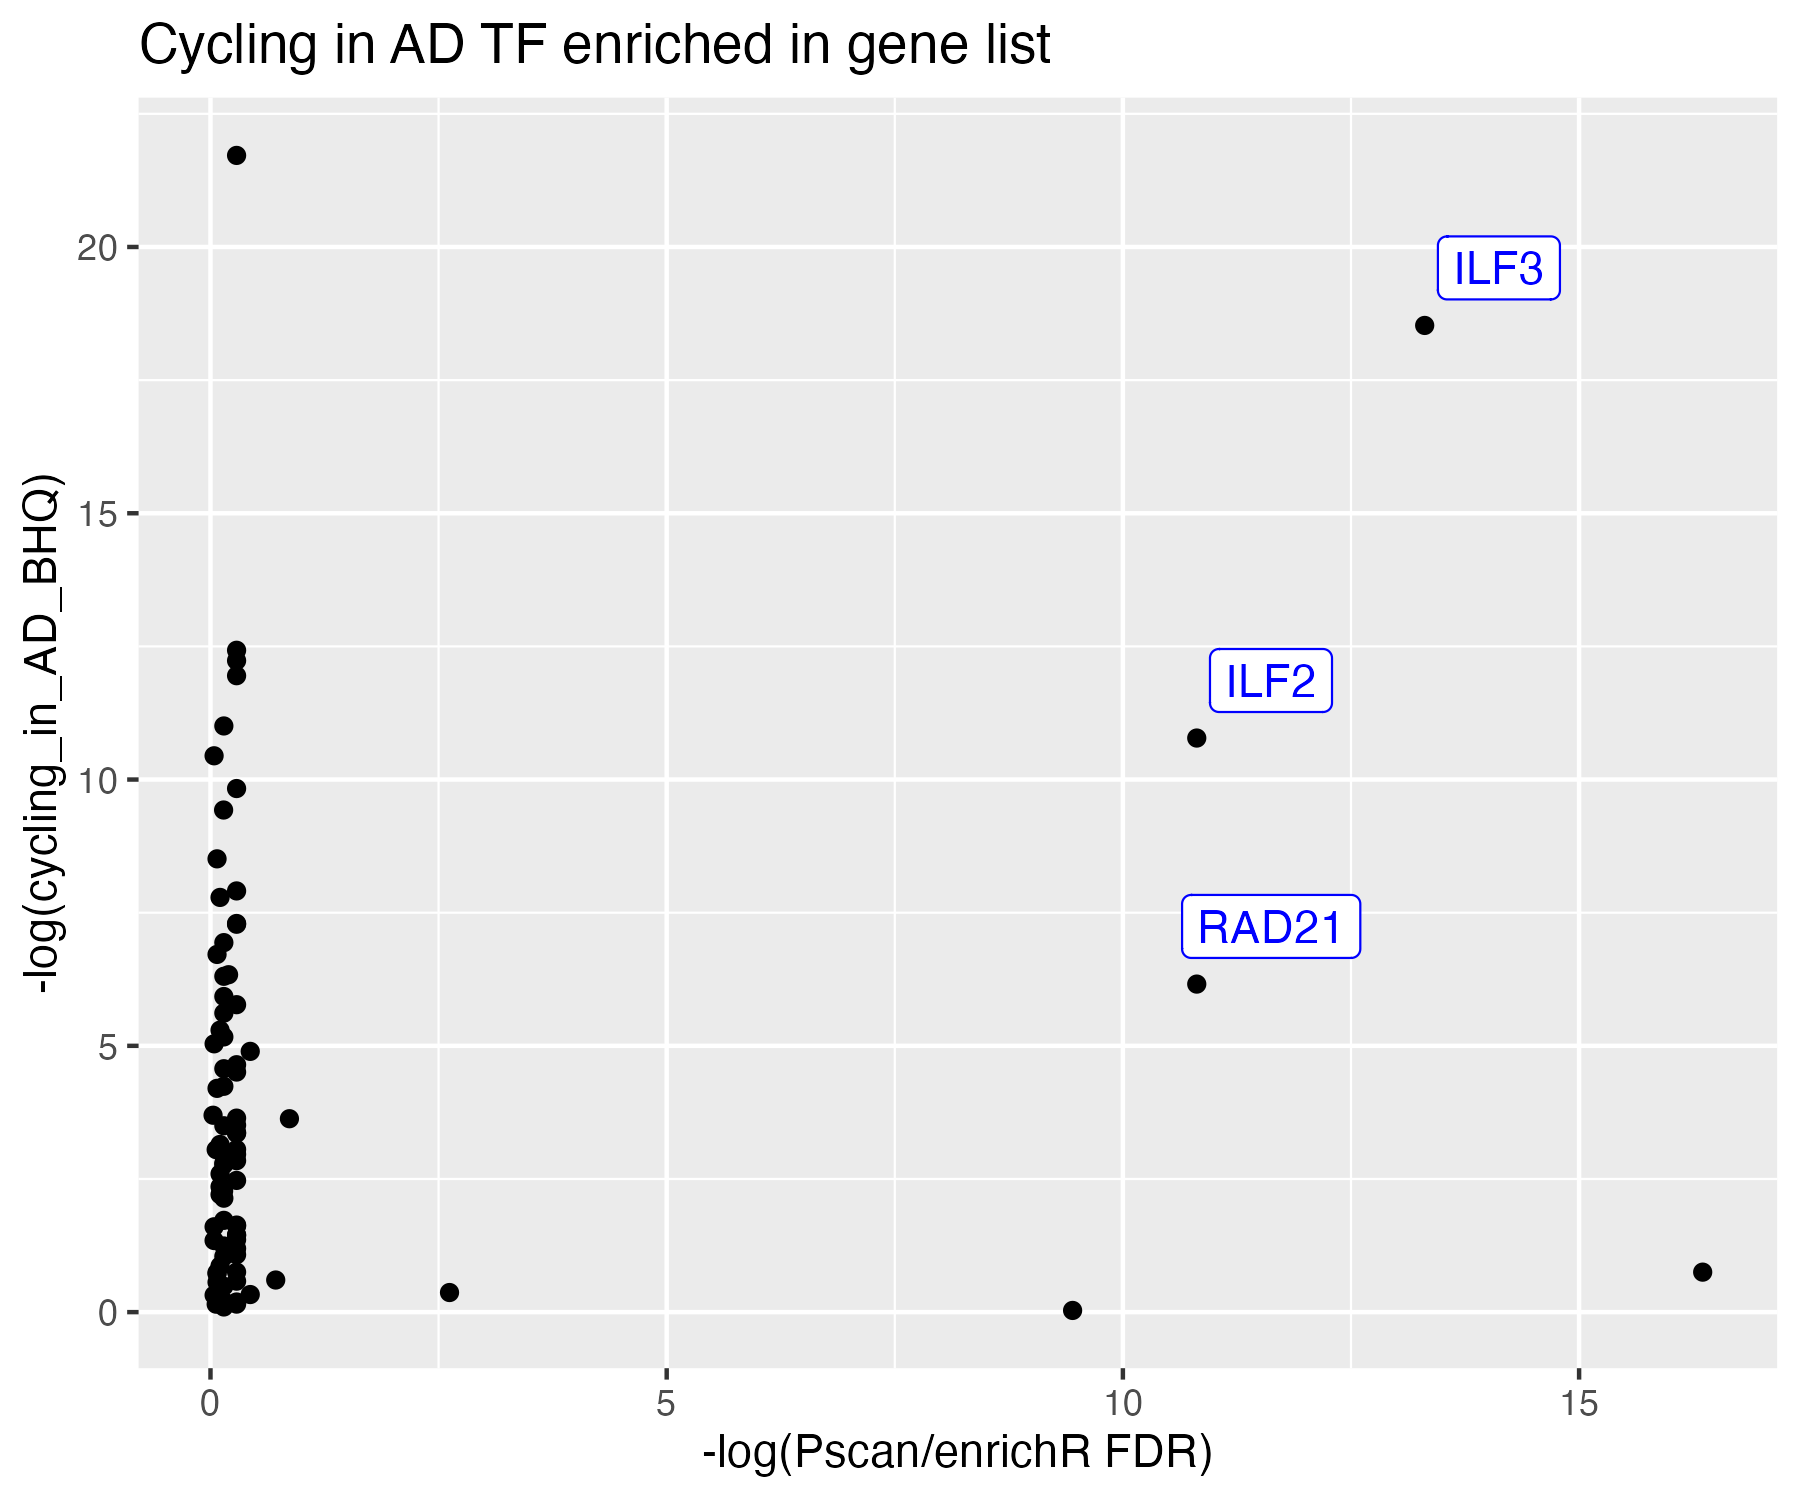 Cycling in AD TF enriched in gene list
-log(cycling_in_AD_BHQ)
20
15
10
5
0
ILF3
ILF2
RAD21
0
5
10
15
-log(Pscan/enrichR FDR)